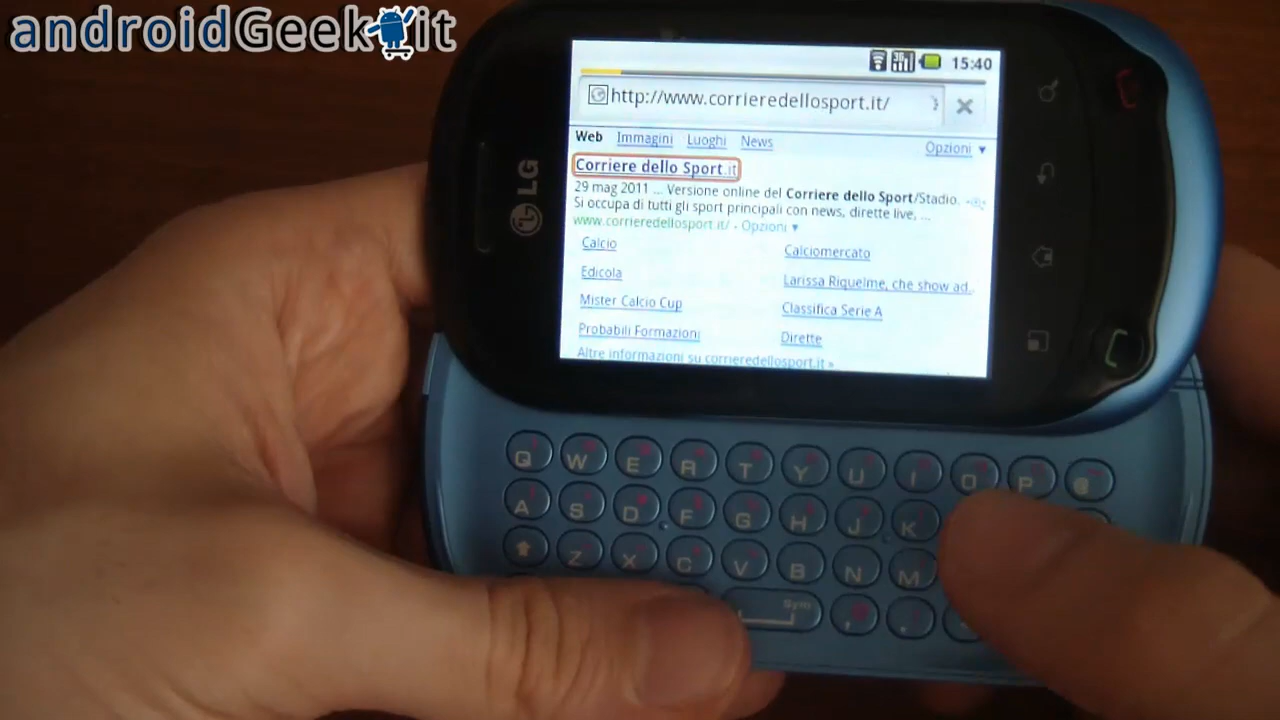 androidGeek.it
15:40
http://www.corrieredellosport.it/
Web Immagini Luoghi News Opzioni
Corriere dello Sport.it
29 mag 2011 ... Versione online del Corriere dello Sport/Stadio.
Si occupa di tutti gli sport principali con news, dirette live, ...
www.corrieredellosport.it/ - Opzioni
Calcio Calciomercato
Edicola Larissa Riquelme, che show ad..
Mister Calcio Cup Classifica Serie A
Probabili Formazioni Dirette
Altre informazioni su corrieredellosport.it »
LG
Q W E R T Y U I O P @
A S D F G H J K
Z X C V B N M
Sym , .